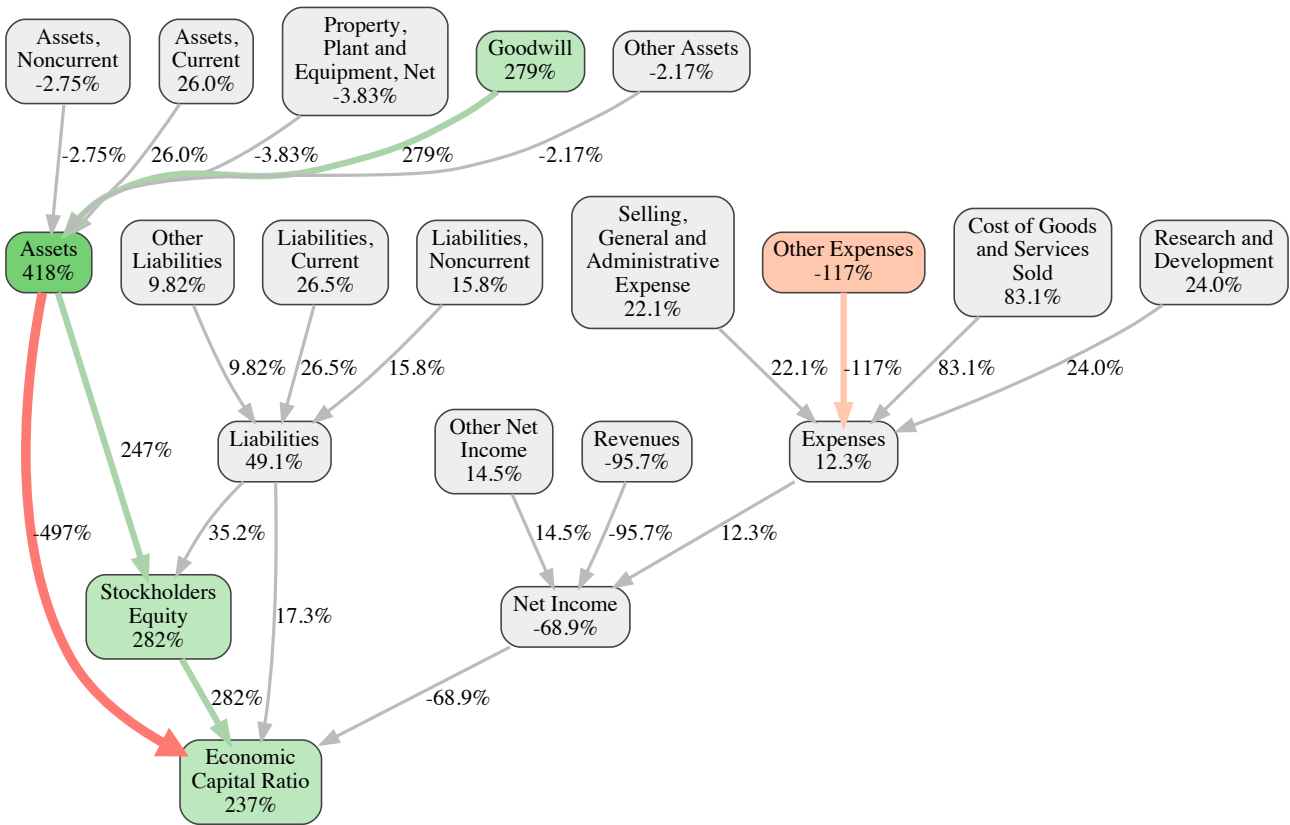 Assets,
Noncurrent
-2.75%
Assets,
Current
26.0%
Property,
Plant and
Equipment, Net
-3.83%
Goodwill
279%
Other Assets
-2.17%
-2.75%
26.0%
-3.83%
279%
-2.17%
Assets
418%
Other
Liabilities
9.82%
Liabilities,
Current
26.5%
Liabilities,
Noncurrent
15.8%
Selling,
General and
Administrative
Expense
22.1%
Other Expenses
-117%
Cost of Goods
and Services
Sold
83.1%
Research and
Development
24.0%
9.82%
26.5%
15.8%
22.1%
-117%
83.1%
24.0%
247%
Liabilities
49.1%
Other Net
Income
14.5%
Revenues
-95.7%
Expenses
12.3%
-497%
35.2%
14.5%
-95.7%
12.3%
Stockholders
Equity
282%
17.3%
Net Income
-68.9%
282%
-68.9%
Economic
Capital Ratio
237%